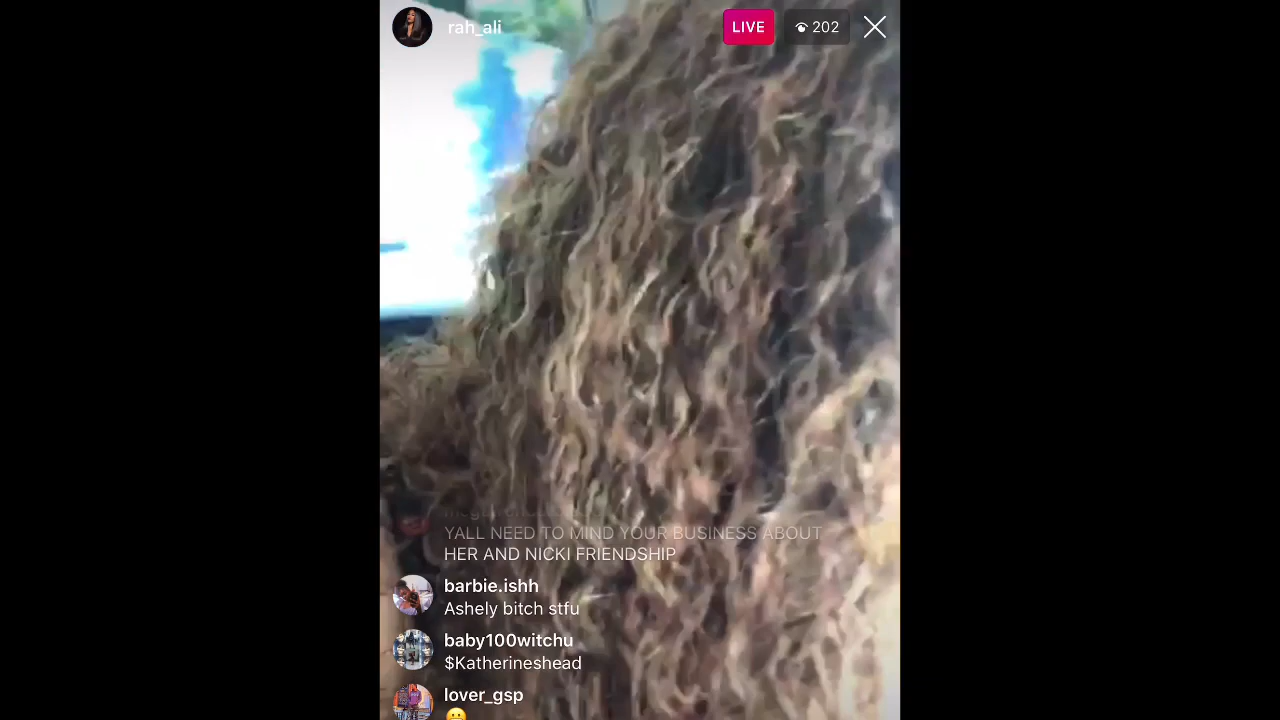 rah_ali
LIVE
202
YALL NEED TO MIND YOUR BUSINESS ABOUT
HER AND NICKI FRIENDSHIP
barbie.ishh
Ashely bitch stfu
baby100witchu
$Katherineshead
lover_gsp
😬